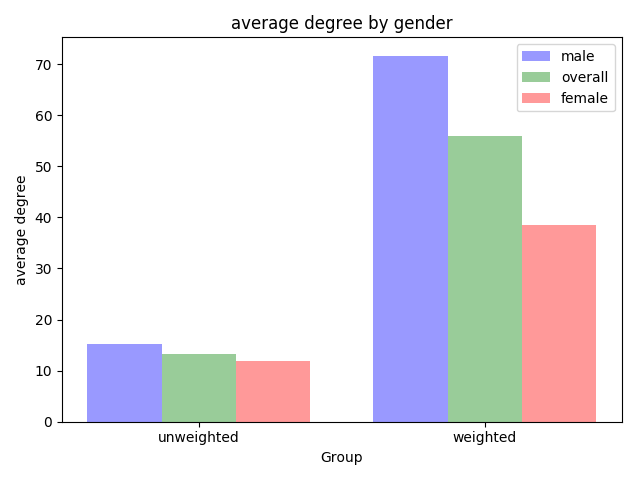 average degree by gender
male
overall
female
70
60
50
40
30
20
10
0
average degree
unweighted
weighted
Group